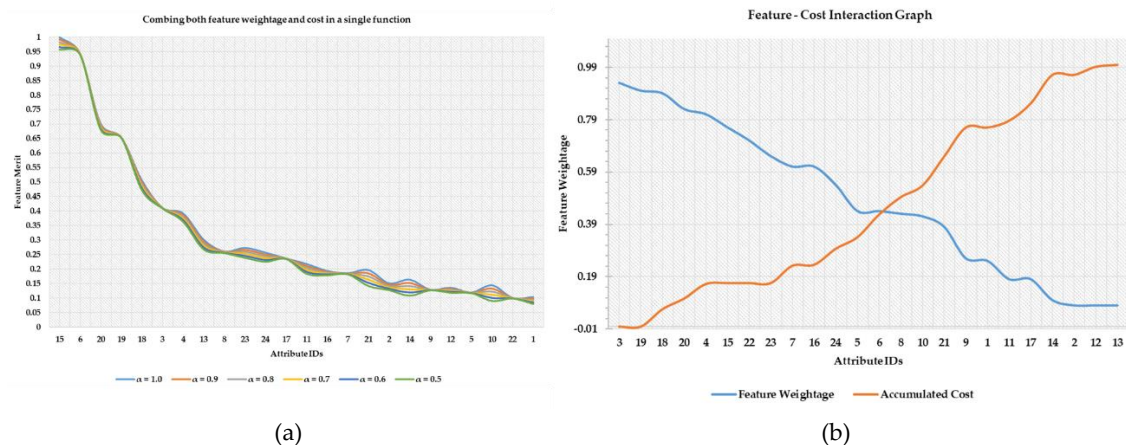 Combing both feature weightage and cost in a single function
Feature Merit
1
0.95
0.9
0.85
0.8
0.75
0.7
0.65
0.6
0.55
0.5
0.45
0.4
0.35
0.3
0.25
0.2
0.15
0.1
0.05
0
15 6 20 19 18 3 4 13 8 23 24 17 11 16 7 21 2 14 9 12 5 10 22 1
Attribute IDs
α = 1.0 α = 0.9 α = 0.8 α = 0.7 α = 0.6 α = 0.5
(a)
Feature - Cost Interaction Graph
Feature Weightage
0.99
0.79
0.59
0.39
0.19
-0.01
3 19 18 20 4 15 22 23 7 16 24 5 6 8 10 21 9 1 11 17 14 2 12 13
Attribute IDs
Feature Weightage Accumulated Cost
(b)